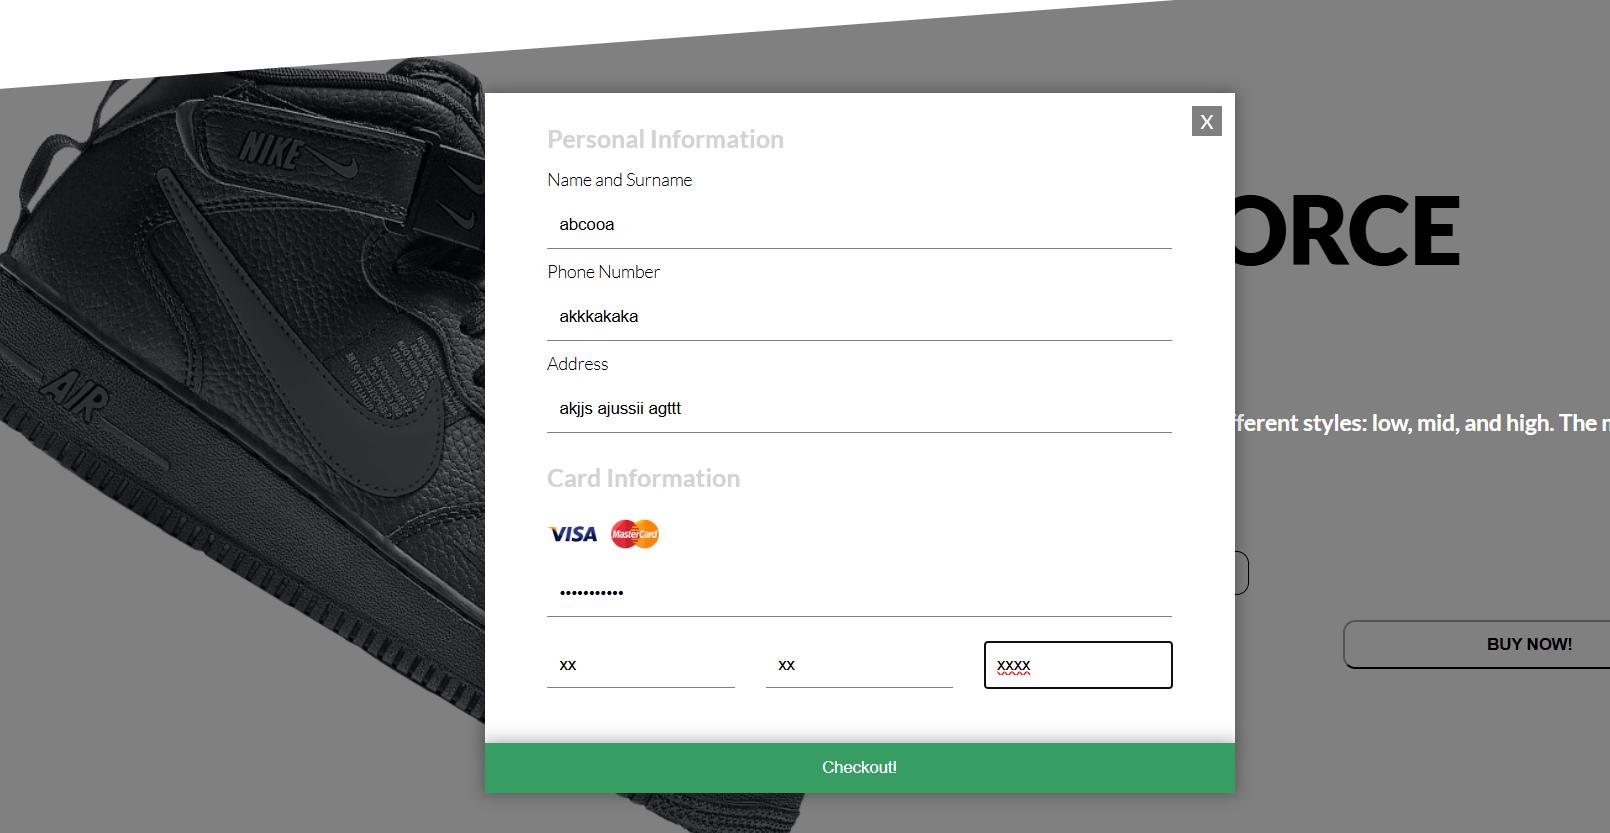 NIKE
AIR
X
Personal Information
Name and Surname
abcooa
Phone Number
akkkakaka
Address
akjjs ajussii agttt
Card Information
VISA MasterCard
•••••••••••
xx xx xxxx
Checkout!
ORCE
fferent styles: low, mid, and high. The
BUY NOW!